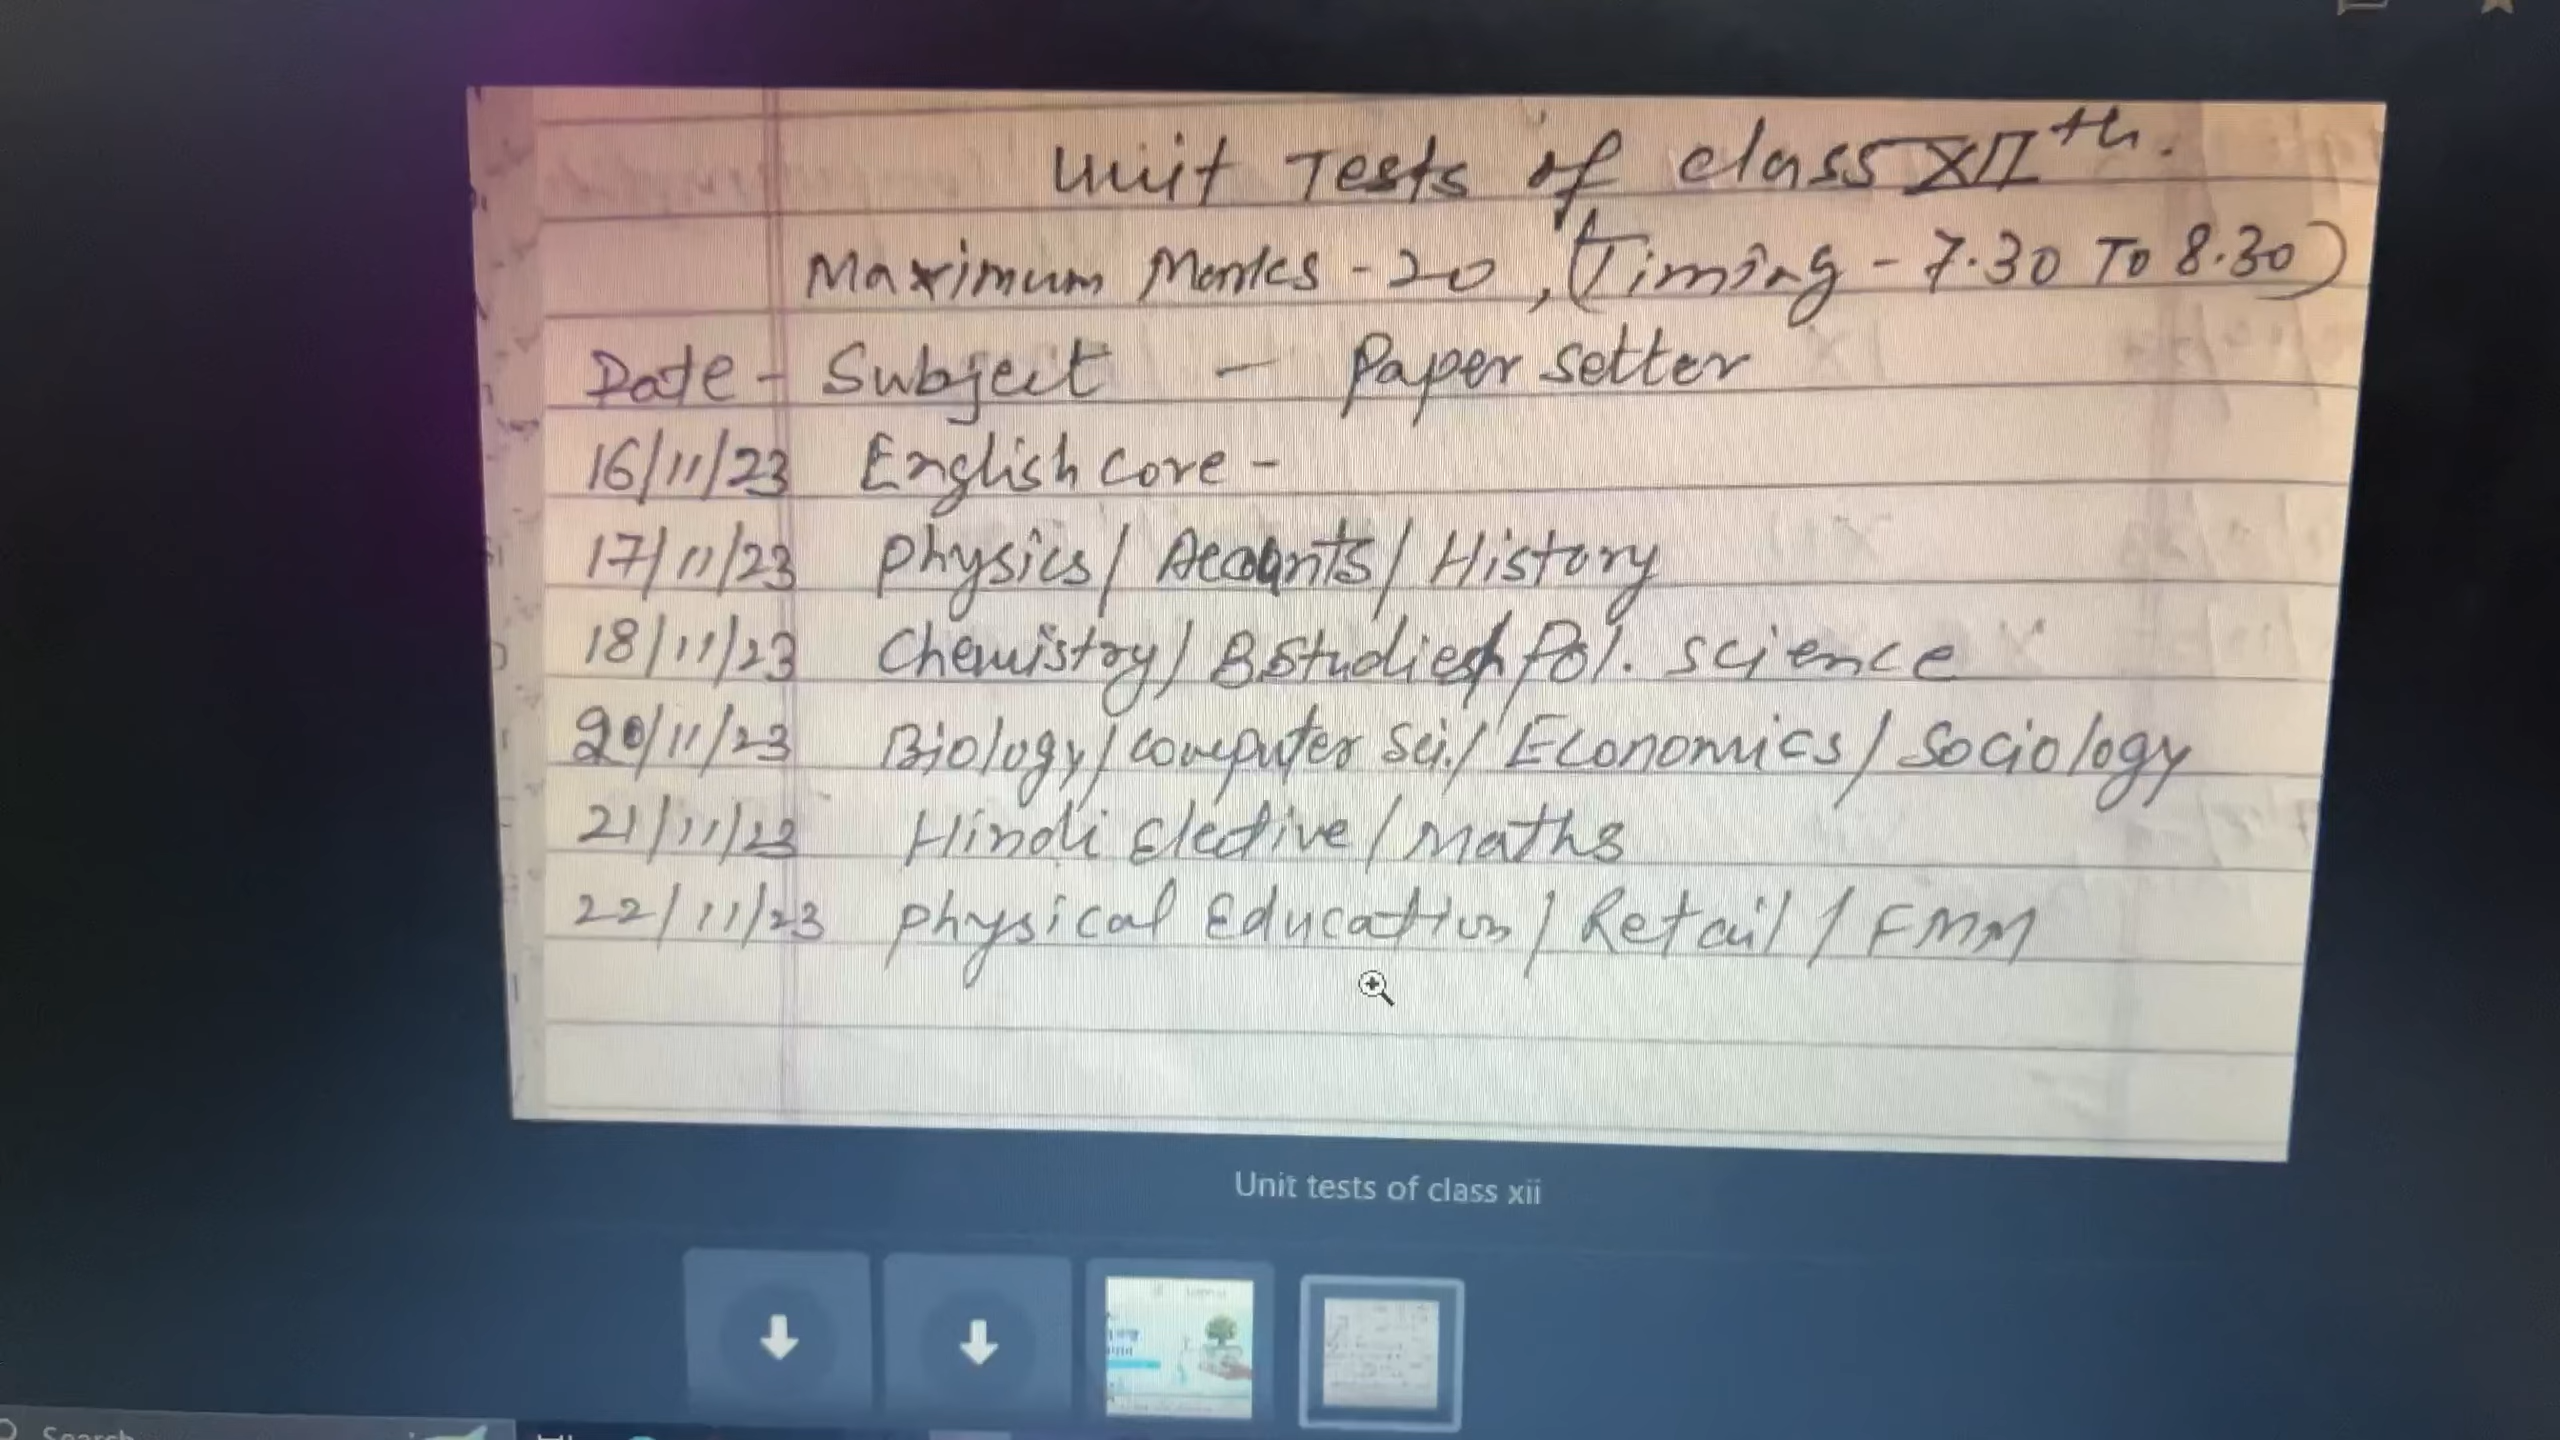 Unit Tests of class XIIth.
Maximum Marks - 20, (Timing - 7.30 To 8.30)
Date - Subject - Paper Setter
16/11/23 English core -
17/11/23 Physics/ Accounts/ History
18/11/23 Chemistry/ B.Studies/ Pol. science
20/11/23 Biology/computer Sci./ Economics/ Sociology
21/11/23 Hindi Elective/Maths
22/11/23 Physical Education/ Retail/ FMM
Unit tests of class xii
Search